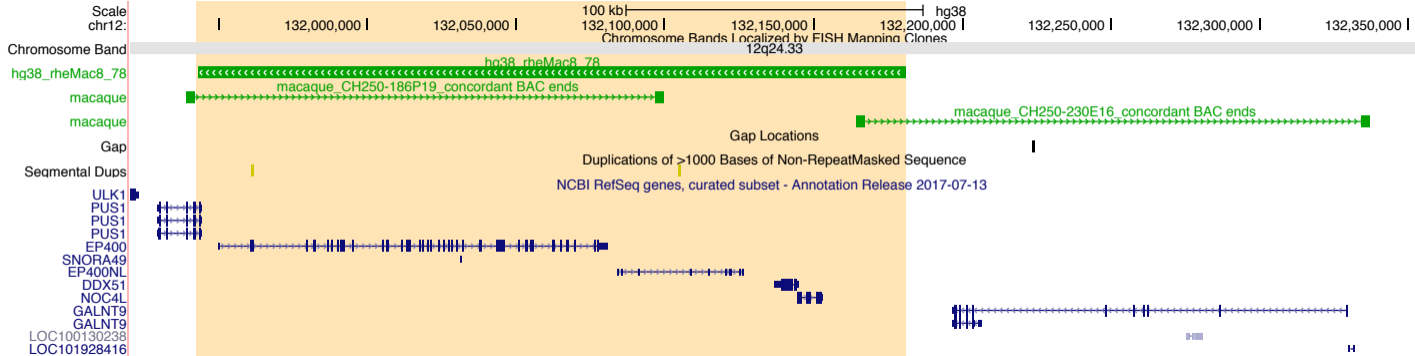 Scale 100 kb hg38
chr12: 132,000,000 132,050,000 132,100,000 132,150,000 132,200,000 132,250,000 132,300,000 132,350,000
Chromosome Bands Localized by FISH Mapping Clones
Chromosome Band 12q24.33
hg38_rheMac8_78
hg38_rheMac8_78
macaque_CH250-186P19_concordant BAC ends
macaque
macaque_CH250-230E16_concordant BAC ends
macaque
Gap Locations
Gap
Duplications of >1000 Bases of Non-RepeatMasked Sequence
Segmental Dups
NCBI RefSeq genes, curated subset - Annotation Release 2017-07-13
ULK1
PUS1
PUS1
PUS1
EP400
SNORA49
EP400NL
DDX51
NOC4L
GALNT9
GALNT9
LOC100130238
LOC101928416